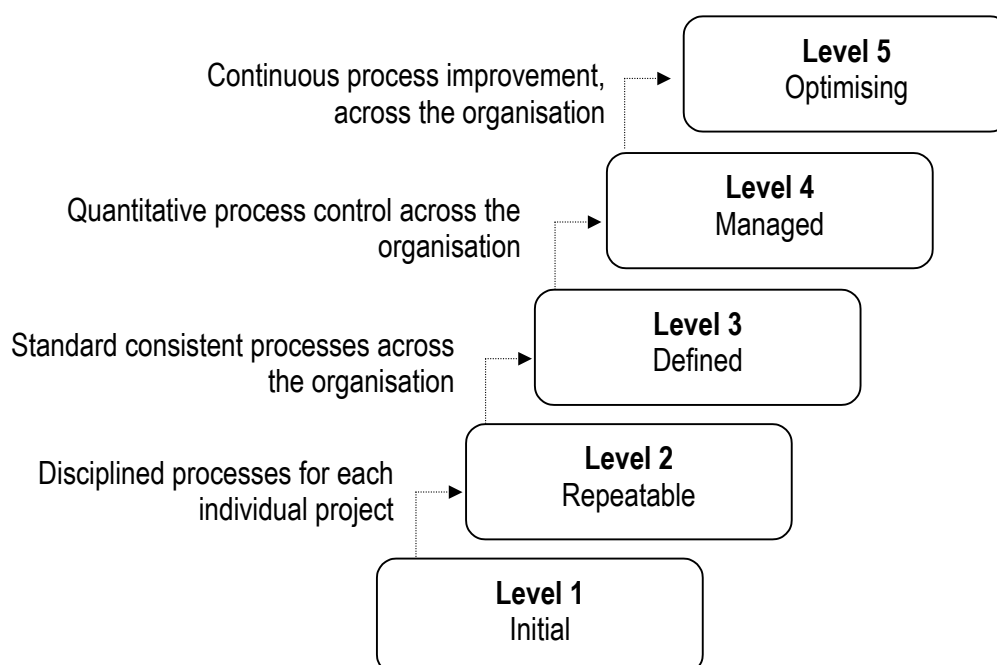 Level 5
Optimising
Continuous process improvement,
across the organisation
Level 4
Managed
Quantitative process control across the
organisation
Level 3
Defined
Standard consistent processes across
the organisation
Level 2
Repeatable
Disciplined processes for each
individual project
Level 1
Initial